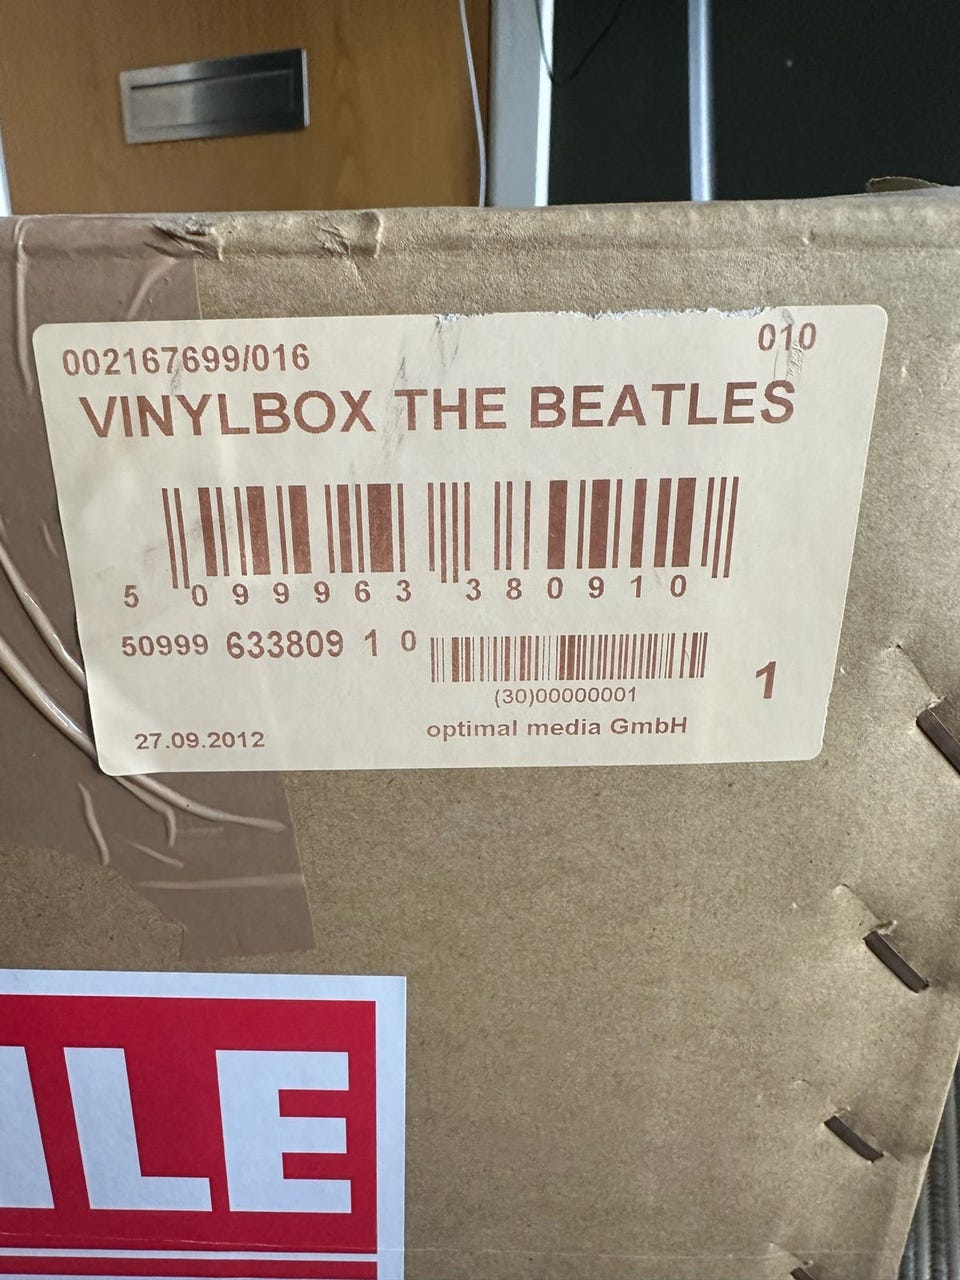 002167699/016
010
VINYLBOX THE BEATLES
5 099963 380910
50999 633809 1 0
(30)00000001
1
27.09.2012
optimal media GmbH
LE